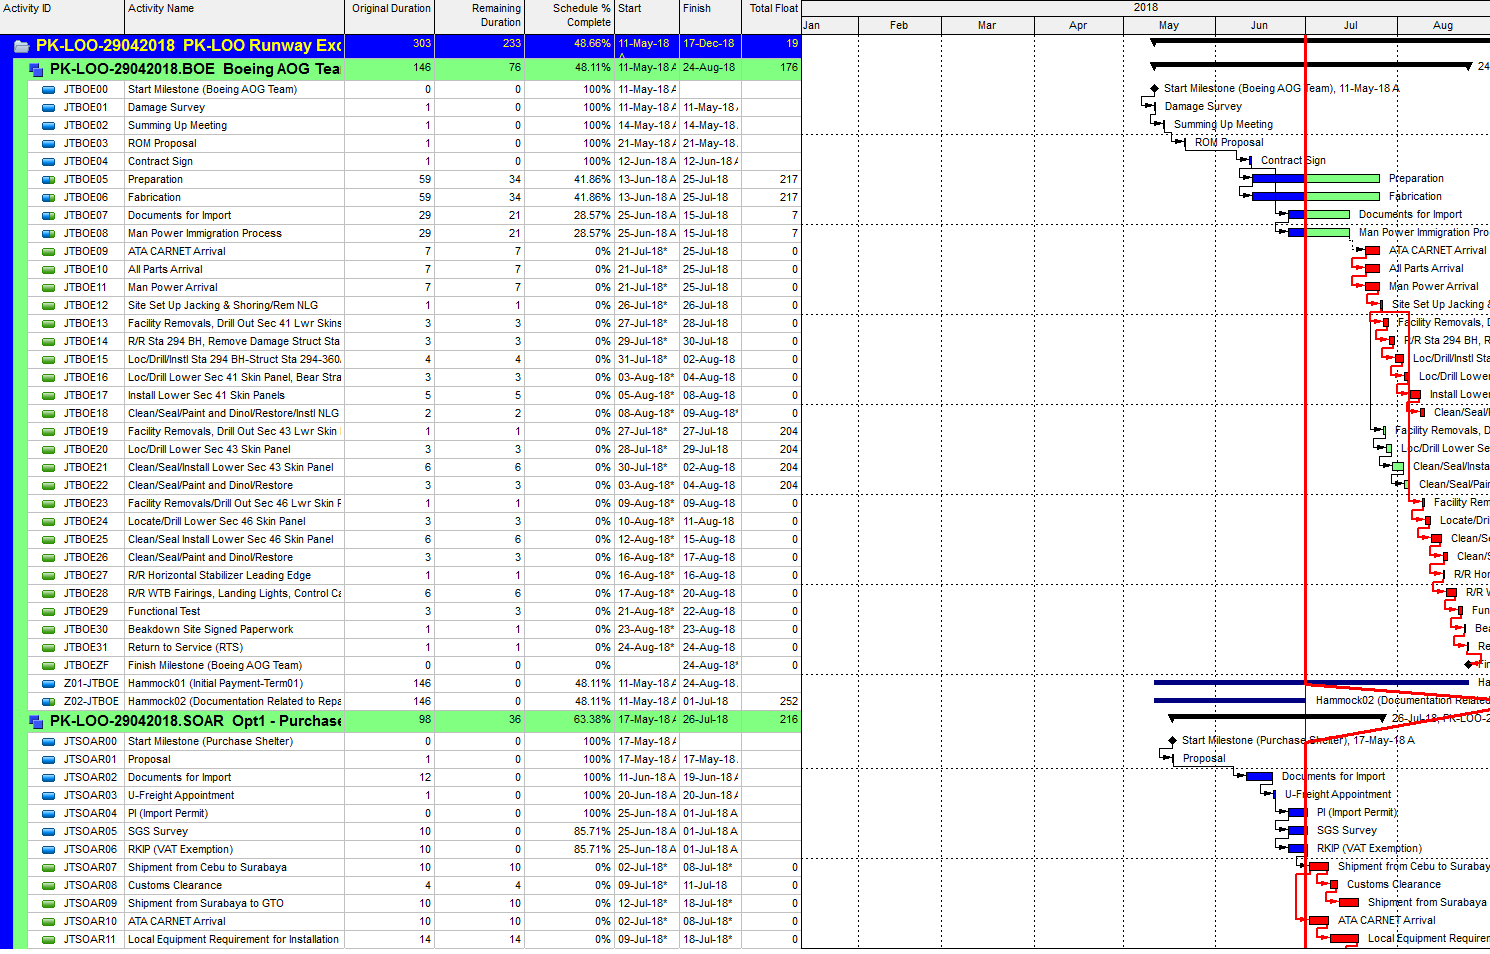 Activity ID Activity Name Original Duration Remaining Duration Schedule % Complete Start Finish Total Float
2018
Jan Feb Mar Apr May Jun Jul Aug
PK-LOO-29042018 PK-LOO Runway Exc 303 233 48.66% 11-May-18 A 17-Dec-18 19
PK-LOO-29042018.BOE Boeing AOG Tea 146 76 48.11% 11-May-18 A 24-Aug-18 176 24
JTBOE00 Start Milestone (Boeing AOG Team) 0 0 100% 11-May-18 A Start Milestone (Boeing AOG Team), 11-May-18 A
JTBOE01 Damage Survey 1 0 100% 11-May-18 A 11-May-18 A Damage Survey
JTBOE02 Summing Up Meeting 1 0 100% 14-May-18 A 14-May-18 Summing Up Meeting
JTBOE03 ROM Proposal 1 0 100% 21-May-18 A 21-May-18 ROM Proposal
JTBOE04 Contract Sign 1 0 100% 12-Jun-18 A 12-Jun-18 A Contract Sign
JTBOE05 Preparation 59 34 41.86% 13-Jun-18 A 25-Jul-18 217 Preparation
JTBOE06 Fabrication 59 34 41.86% 13-Jun-18 A 25-Jul-18 217 Fabrication
JTBOE07 Documents for Import 29 21 28.57% 25-Jun-18 A 15-Jul-18 7 Documents for Import
JTBOE08 Man Power Immigration Process 29 21 28.57% 25-Jun-18 A 15-Jul-18 7 Man Power Immigration Pro
JTBOE09 ATA CARNET Arrival 7 7 0% 21-Jul-18* 25-Jul-18 0 ATA CARNET Arrival
JTBOE10 All Parts Arrival 7 7 0% 21-Jul-18* 25-Jul-18 0 All Parts Arrival
JTBOE11 Man Power Arrival 7 7 0% 21-Jul-18* 25-Jul-18 0 Man Power Arrival
JTBOE12 Site Set Up Jacking & Shoring/Rem NLG 1 1 0% 26-Jul-18* 26-Jul-18 0 Site Set Up Jacking &
JTBOE13 Facility Removals, Drill Out Sec 41 Lwr Skins 3 3 0% 27-Jul-18* 28-Jul-18 0 Facility Removals, D
JTBOE14 R/R Sta 294 BH, Remove Damage Struct Sta 3 3 0% 29-Jul-18* 30-Jul-18 0 R/R Sta 294 BH, R
JTBOE15 Loc/Drill/Instl Sta 294 BH-Struct Sta 294-360 4 4 0% 31-Jul-18* 02-Aug-18 0 Loc/Drill/Instl Sta
JTBOE16 Loc/Drill Lower Sec 41 Skin Panel, Bear Stra 3 3 0% 03-Aug-18* 04-Aug-18 0 Loc/Drill Lower
JTBOE17 Install Lower Sec 41 Skin Panels 5 5 0% 05-Aug-18* 08-Aug-18 0 Install Lower
JTBOE18 Clean/Seal/Paint and Dinol/Restore/Instl NLG 2 2 0% 08-Aug-18* 09-Aug-18* 0 Clean/Seal/
JTBOE19 Facility Removals, Drill Out Sec 43 Lwr Skin 1 1 0% 27-Jul-18* 27-Jul-18 204 Facility Removals, D
JTBOE20 Loc/Drill Lower Sec 43 Skin Panel 3 3 0% 28-Jul-18* 29-Jul-18 204 Loc/Drill Lower Se
JTBOE21 Clean/Seal/Install Lower Sec 43 Skin Panel 6 6 0% 30-Jul-18* 02-Aug-18 204 Clean/Seal/Insta
JTBOE22 Clean/Seal/Paint and Dinol/Restore 3 3 0% 03-Aug-18* 04-Aug-18 204 Clean/Seal/Pain
JTBOE23 Facility Removals/Drill Out Sec 46 Lwr Skin F 1 1 0% 09-Aug-18* 09-Aug-18 0 Facility Rem
JTBOE24 Locate/Drill Lower Sec 46 Skin Panel 3 3 0% 10-Aug-18* 11-Aug-18 0 Locate/Dri
JTBOE25 Clean/Seal Install Lower Sec 46 Skin Panel 6 6 0% 12-Aug-18* 15-Aug-18 0 Clean/Se
JTBOE26 Clean/Seal/Paint and Dinol/Restore 3 3 0% 16-Aug-18* 17-Aug-18 0 Clean/S
JTBOE27 R/R Horizontal Stabilizer Leading Edge 1 1 0% 16-Aug-18* 16-Aug-18 0 R/R Hor
JTBOE28 R/R WTB Fairings, Landing Lights, Control Ca 6 6 0% 17-Aug-18* 20-Aug-18 0 R/R W
JTBOE29 Functional Test 3 3 0% 21-Aug-18* 22-Aug-18 0 Fun
JTBOE30 Beakdown Site Signed Paperwork 1 1 0% 23-Aug-18* 23-Aug-18 0 Bea
JTBOE31 Return to Service (RTS) 1 1 0% 24-Aug-18* 24-Aug-18 0 Re
JTBOEZF Finish Milestone (Boeing AOG Team) 0 0 0% 24-Aug-18* 0 Fin
Z01-JTBOE Hammock01 (Initial Payment-Term01) 146 48.11% 11-May-18 A 24-Aug-18 0 Ha
Z02-JTBOE Hammock02 (Documentation Related to Repa 146 48.11% 11-May-18 A 01-Jul-18 252 Hammock02 (Documentation Related
PK-LOO-29042018.SOAR Opt1 - Purchase 98 36 63.38% 17-May-18 A 26-Jul-18 216 26-Jul-18, PK-LOO-2
JTSOAR00 Start Milestone (Purchase Shelter) 0 0 100% 17-May-18 A Start Milestone (Purchase Shelter), 17-May-18 A
JTSOAR01 Proposal 1 0 100% 17-May-18 A 17-May-18 Proposal
JTSOAR02 Documents for Import 12 0 100% 11-Jun-18 A 19-Jun-18 A Documents for Import
JTSOAR03 U-Freight Appointment 1 0 100% 20-Jun-18 A 20-Jun-18 A U-Freight Appointment
JTSOAR04 PI (Import Permit) 0 0 100% 25-Jun-18 A 01-Jul-18 A PI (Import Permit)
JTSOAR05 SGS Survey 10 0 85.71% 25-Jun-18 A 01-Jul-18 A SGS Survey
JTSOAR06 RKIP (VAT Exemption) 10 0 85.71% 25-Jun-18 A 01-Jul-18 A RKIP (VAT Exemption)
JTSOAR07 Shipment from Cebu to Surabaya 10 10 0% 02-Jul-18* 08-Jul-18* 0 Shipment from Cebu to Surabay
JTSOAR08 Customs Clearance 4 4 0% 09-Jul-18* 11-Jul-18 0 Customs Clearance
JTSOAR09 Shipment from Surabaya to GTO 10 10 0% 12-Jul-18* 18-Jul-18* 0 Shipment from Surabaya
JTSOAR10 ATA CARNET Arrival 10 10 0% 02-Jul-18* 08-Jul-18* 0 ATA CARNET Arrival
JTSOAR11 Local Equipment Requirement for Installation 14 14 0% 09-Jul-18* 18-Jul-18* 0 Local Equipment Requiremen